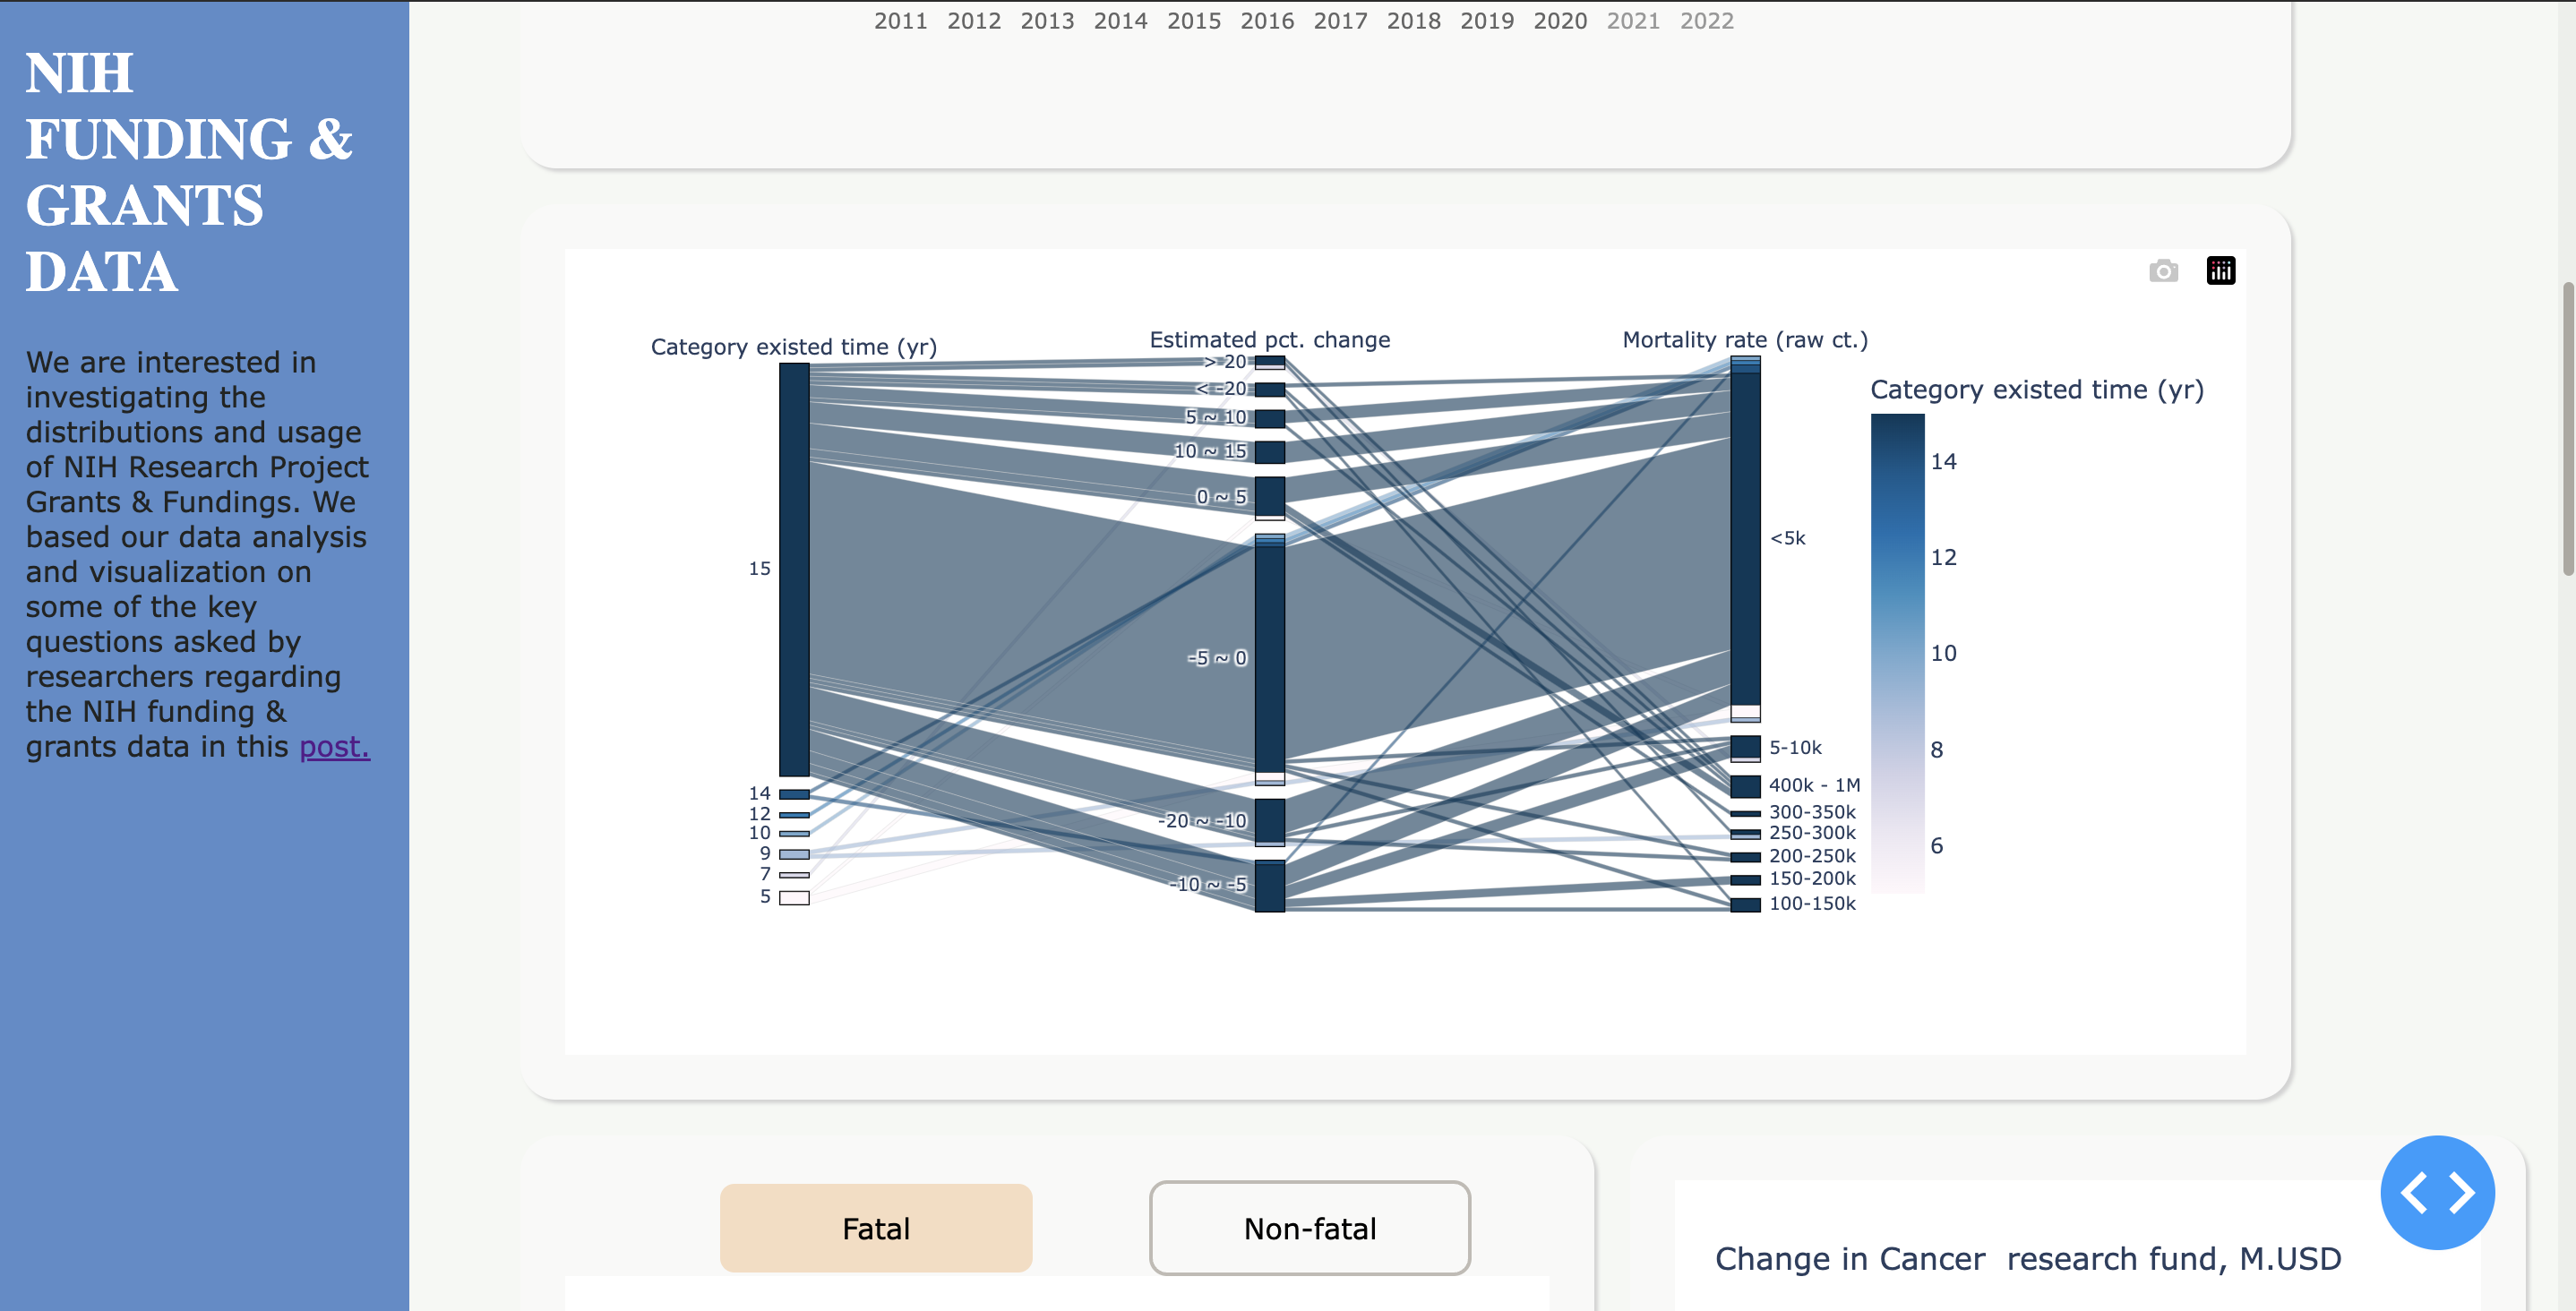 2011 2012 2013 2014 2015 2016 2017 2018 2019 2020 2021 2022
NIH
FUNDING &
GRANTS
DATA
We are interested in
investigating the
distributions and usage
of NIH Research Project
Grants & Fundings. We
based our data analysis
and visualization on
some of the key
questions asked by
researchers regarding
the NIH funding &
grants data in this post.
Category existed time (yr)
15
14
12
10
9
7
5
Estimated pct. change
> 20
< -20
5 ~ 10
10 ~ 15
0 ~ 5
-5 ~ 0
-20 ~ -10
-10 ~ -5
Mortality rate (raw ct.)
<5k
5-10k
400k - 1M
300-350k
250-300k
200-250k
150-200k
100-150k
Category existed time (yr)
14
12
10
8
6
Fatal
Non-fatal
Change in Cancer research fund, M.USD